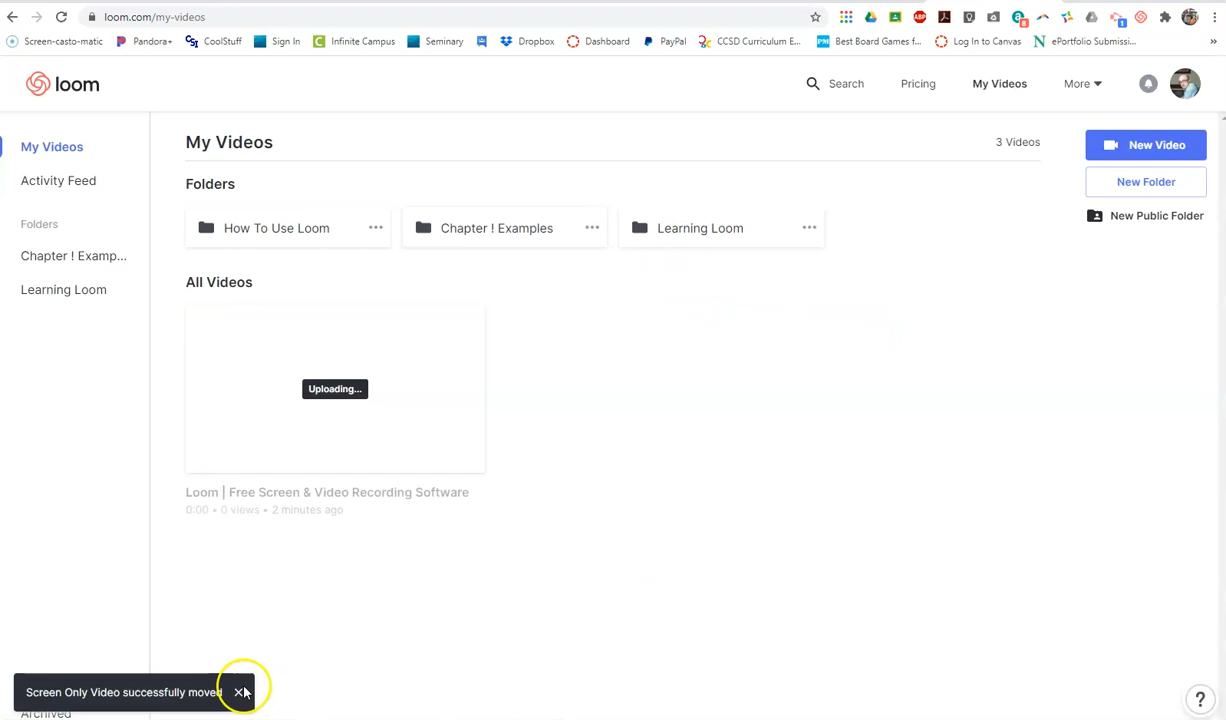 loom.com/my-videos
8
1
Screen-casto-matic
Pandora+
CoolStuff
Sign In
Infinite Campus
Seminary
Dropbox
Dashboard
PayPal
CCSD Curriculum E...
Best Board Games f...
Log In to Canvas
ePortfolio Submissi...
»
loom
Search
Pricing
My Videos
More
My Videos
Activity Feed
Folders
Chapter ! Examp...
Learning Loom
Archived
My Videos
3 Videos
Folders
How To Use Loom ...
Chapter ! Examples ...
Learning Loom ...
All Videos
Uploading...
Loom | Free Screen & Video Recording Software
0:00 • 0 views • 2 minutes ago
New Video
New Folder
New Public Folder
Screen Only Video successfully moved
?